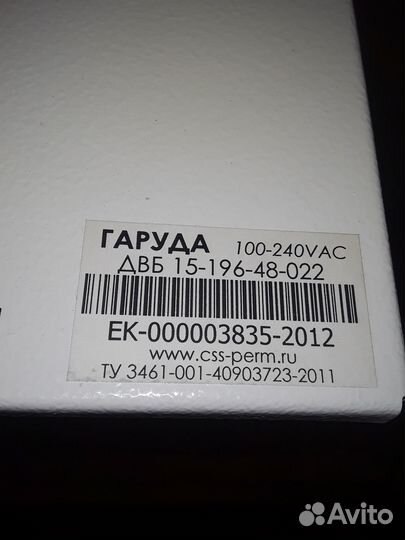 ГАРУДА 100-240VAC
ДВБ 15-196-48-022
EK-000003835-2012
www.css-perm.ru
ТУ 3461-001-40903723-2011
Avito